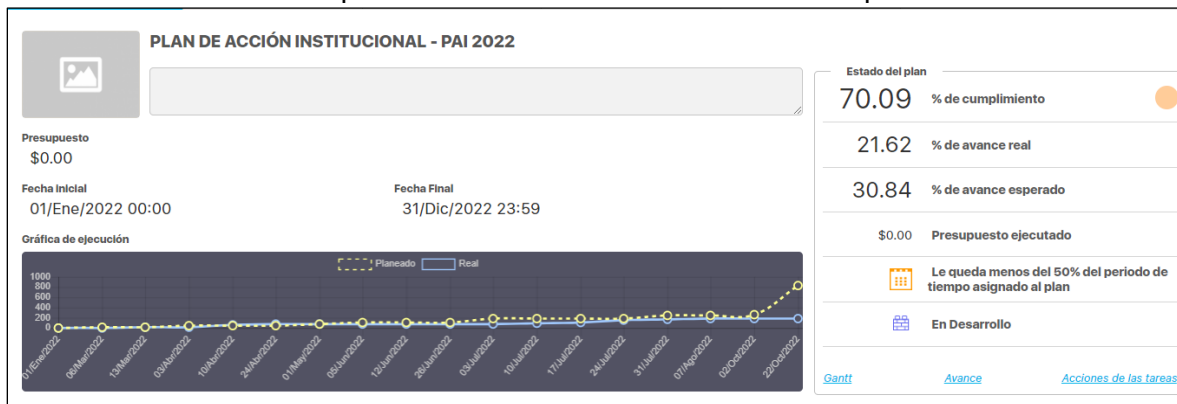 PLAN DE ACCIÓN INSTITUCIONAL - PAI 2022
Presupuesto
$0.00
Fecha Inicial
01/Ene/2022 00:00
Fecha Final
31/Dic/2022 23:59
Gráfica de ejecución
Planeado Real
1000
800
600
400
200
0
01/Ene/2022 06/Mar/2022 13/Mar/2022 03/Abr/2022 10/Abr/2022 24/Abr/2022 01/May/2022 05/Jun/2022 12/Jun/2022 26/Jun/2022 03/Jul/2022 10/Jul/2022 17/Jul/2022 24/Jul/2022 31/Jul/2022 07/Ago/2022 02/Oct/2022 22/Oct/2022
Estado del plan
70.09 % de cumplimiento
21.62 % de avance real
30.84 % de avance esperado
$0.00 Presupuesto ejecutado
Le queda menos del 50% del periodo de
tiempo asignado al plan
En Desarrollo
Gantt Avance Acciones de las tareas